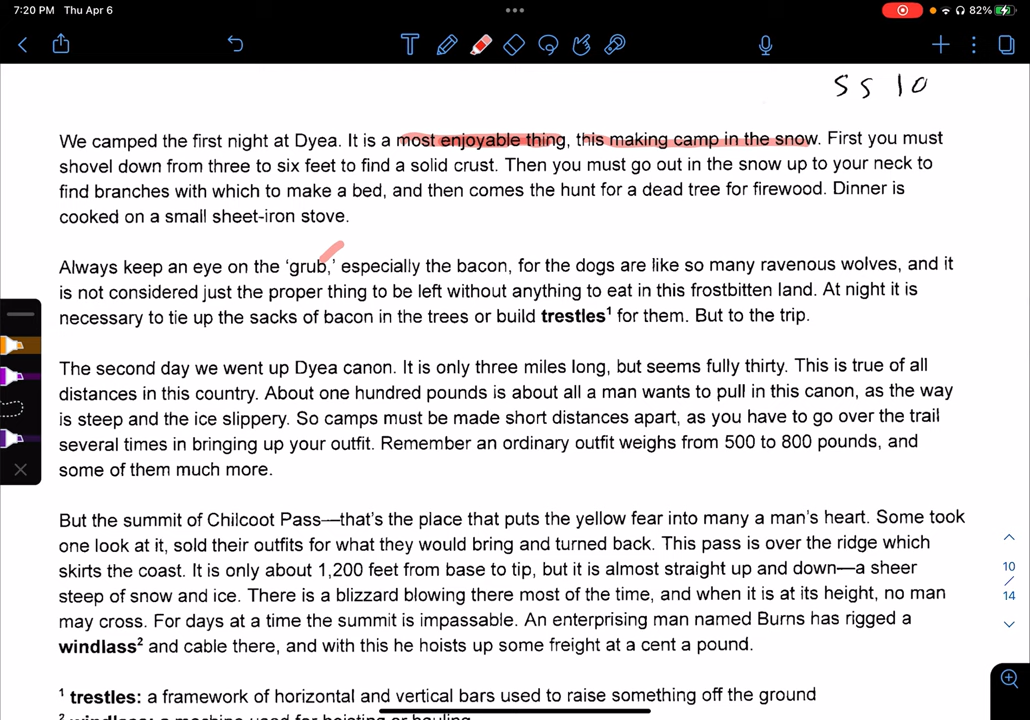 7:20 PM Thu Apr 6
82%
SS 10
We camped the first night at Dyea. It is a most enjoyable thing, this making camp in the snow. First you must
shovel down from three to six feet to find a solid crust. Then you must go out in the snow up to your neck to
find branches with which to make a bed, and then comes the hunt for a dead tree for firewood. Dinner is
cooked on a small sheet-iron stove.
Always keep an eye on the ‘grub,’ especially the bacon, for the dogs are like so many ravenous wolves, and it
is not considered just the proper thing to be left without anything to eat in this frostbitten land. At night it is
necessary to tie up the sacks of bacon in the trees or build trestles¹ for them. But to the trip.
The second day we went up Dyea canon. It is only three miles long, but seems fully thirty. This is true of all
distances in this country. About one hundred pounds is about all a man wants to pull in this canon, as the way
is steep and the ice slippery. So camps must be made short distances apart, as you have to go over the trail
several times in bringing up your outfit. Remember an ordinary outfit weighs from 500 to 800 pounds, and
some of them much more.
But the summit of Chilcoot Pass—that’s the place that puts the yellow fear into many a man’s heart. Some took
one look at it, sold their outfits for what they would bring and turned back. This pass is over the ridge which
skirts the coast. It is only about 1,200 feet from base to tip, but it is almost straight up and down—a sheer
steep of snow and ice. There is a blizzard blowing there most of the time, and when it is at its height, no man
may cross. For days at a time the summit is impassable. An enterprising man named Burns has rigged a
windlass² and cable there, and with this he hoists up some freight at a cent a pound.
10
/
14
¹ trestles: a framework of horizontal and vertical bars used to raise something off the ground
² windlass: a machine used for hoisting or hauling